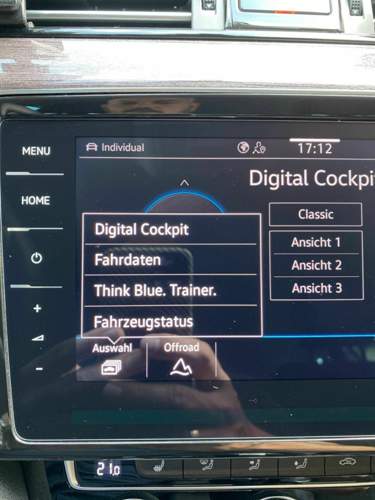 MENU
Individual
17:12
Digital Cockpi
HOME
Classic
Digital Cockpit
Ansicht 1
Fahrdaten
Ansicht 2
Think Blue. Trainer.
Ansicht 3
+
Fahrzeugstatus
Auswahl
Offroad
-
21.0